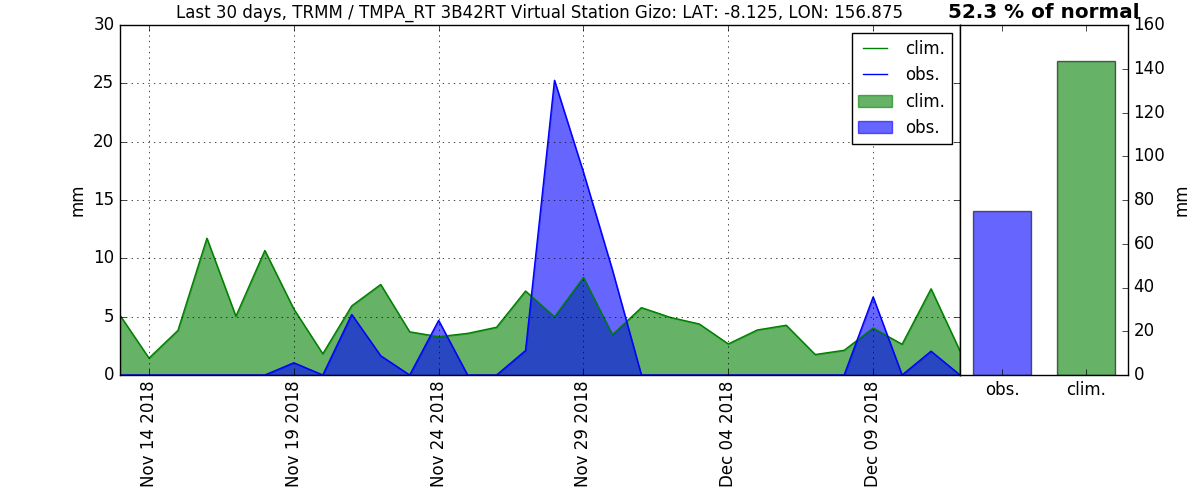 Last 30 days, TRMM / TMPA_RT 3B42RT Virtual Station Gizo: LAT: -8.125, LON: 156.875
52.3 % of normal
30
25
20
15
10
5
0
mm
clim.
obs.
clim.
obs.
160
140
120
100
80
60
40
20
0
mm
Nov 14 2018
Nov 19 2018
Nov 24 2018
Nov 29 2018
Dec 04 2018
Dec 09 2018
obs.
clim.